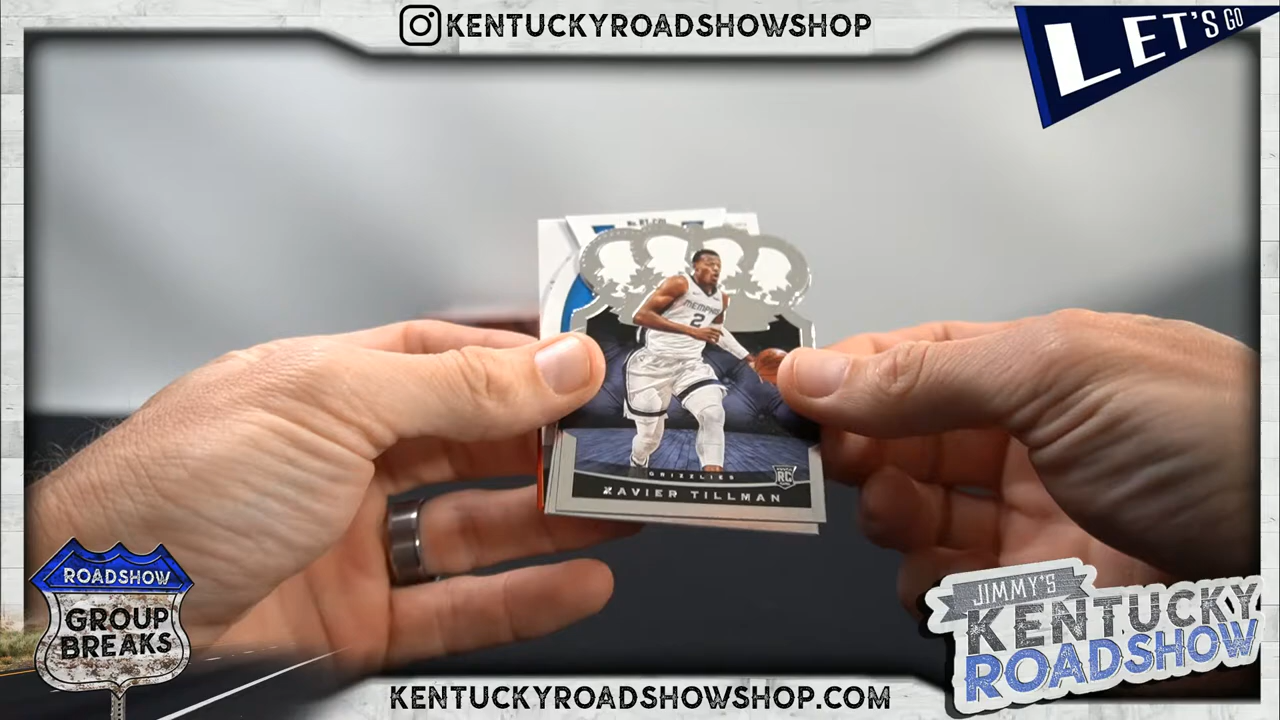 KENTUCKYROADSHOWSHOP
LET'S GO
MEMPHIS
2
GRIZZLIES
RC
XAVIER TILLMAN
ROADSHOW
GROUP
BREAKS
JIMMY'S
KENTUCKY
ROADSHOW
KENTUCKYROADSHOWSHOP.COM